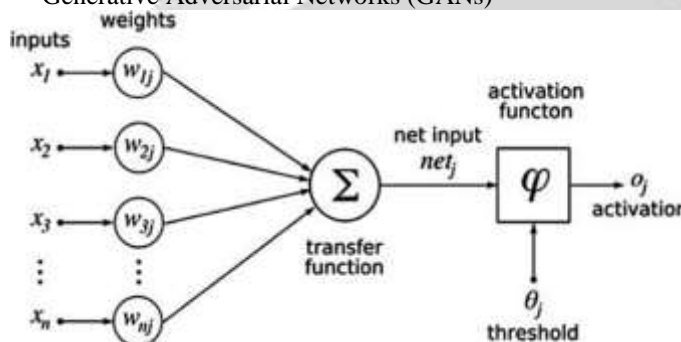 Generative Adversarial Networks (GANs)
weights
inputs
x₁ w₁ⱼ
x₂ w₂ⱼ
x₃ w₃ⱼ
⋮ ⋮
xₙ wₙⱼ
Σ
transfer
function
net input
netⱼ
activation
functon
φ
oⱼ
activation
θⱼ
threshold